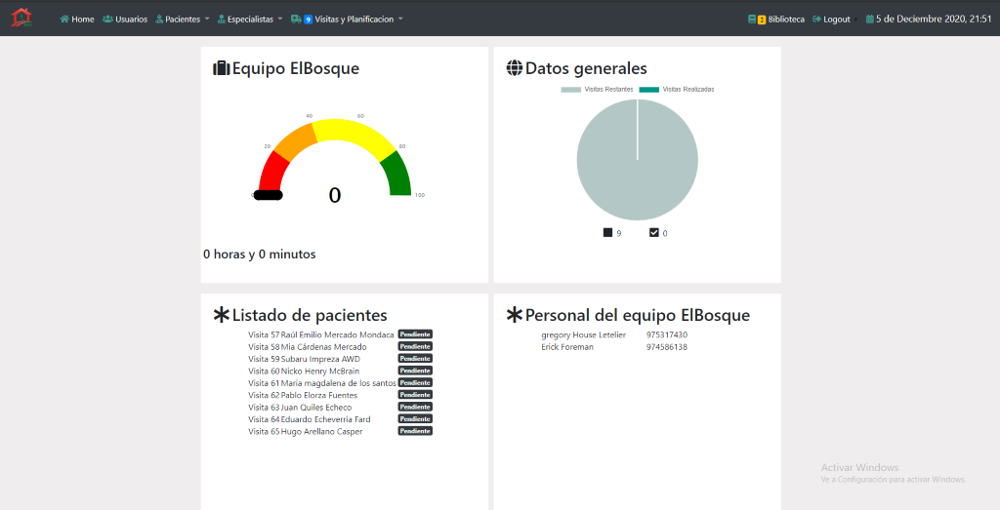 Home Usuarios Pacientes Especialistas 9 Visitas y Planificacion Biblioteca Logout 5 de Deciembre 2020, 21:51
Equipo ElBosque
0 20 40 60 80 100
0
0 horas y 0 minutos
Datos generales
Visitas Restantes Visitas Realizadas
9 0
Listado de pacientes
Visita 57 Raúl Emilio Mercado Mondaca Pendiente
Visita 58 Mia Cárdenas Mercado Pendiente
Visita 59 Subaru Impreza AWD Pendiente
Visita 60 Nicko Henry McBrain Pendiente
Visita 61 Maria magdalena de los santos Pendiente
Visita 62 Pablo Elorza Fuentes Pendiente
Visita 63 Juan Quiles Echeco Pendiente
Visita 64 Eduardo Echeverria Fard Pendiente
Visita 65 Hugo Arellano Casper Pendiente
Personal del equipo ElBosque
gregory House Letelier 975317430
Erick Foreman 974586138
Activar Windows
Ve a Configuración para activar Windows.